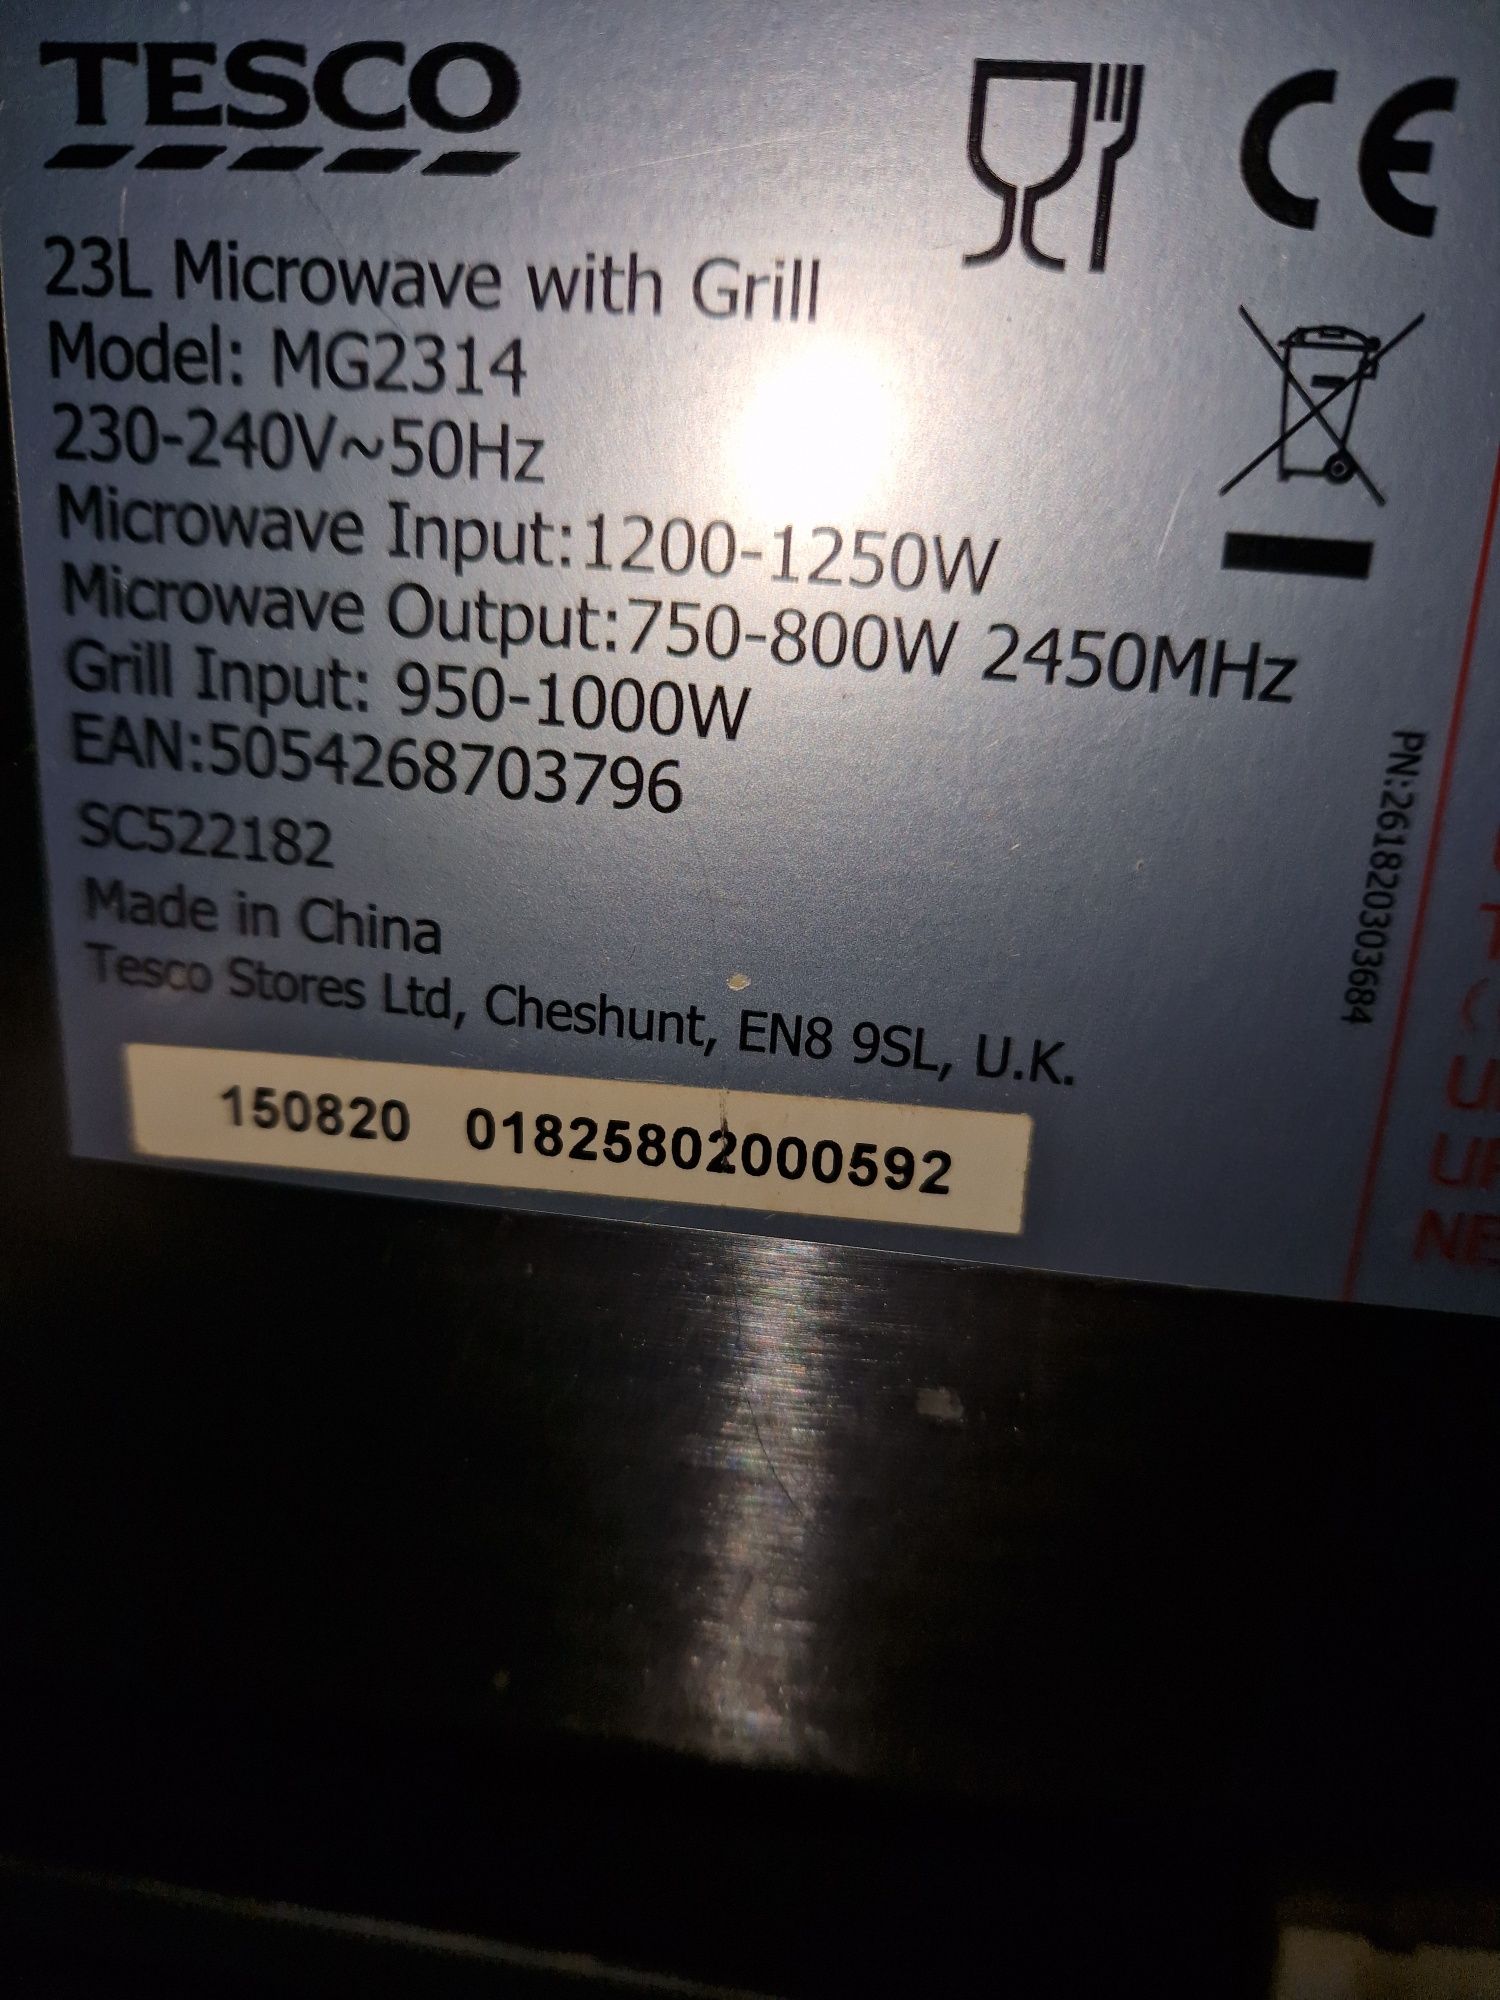 TESCO
CE
23L Microwave with Grill
Model: MG2314
230-240V~50Hz
Microwave Input:1200-1250W
Microwave Output:750-800W 2450MHz
Grill Input: 950-1000W
EAN:5054268703796
SC522182
Made in China
Tesco Stores Ltd, Cheshunt, EN8 9SL, U.K.
PN:261820303684
150820 01825802000592